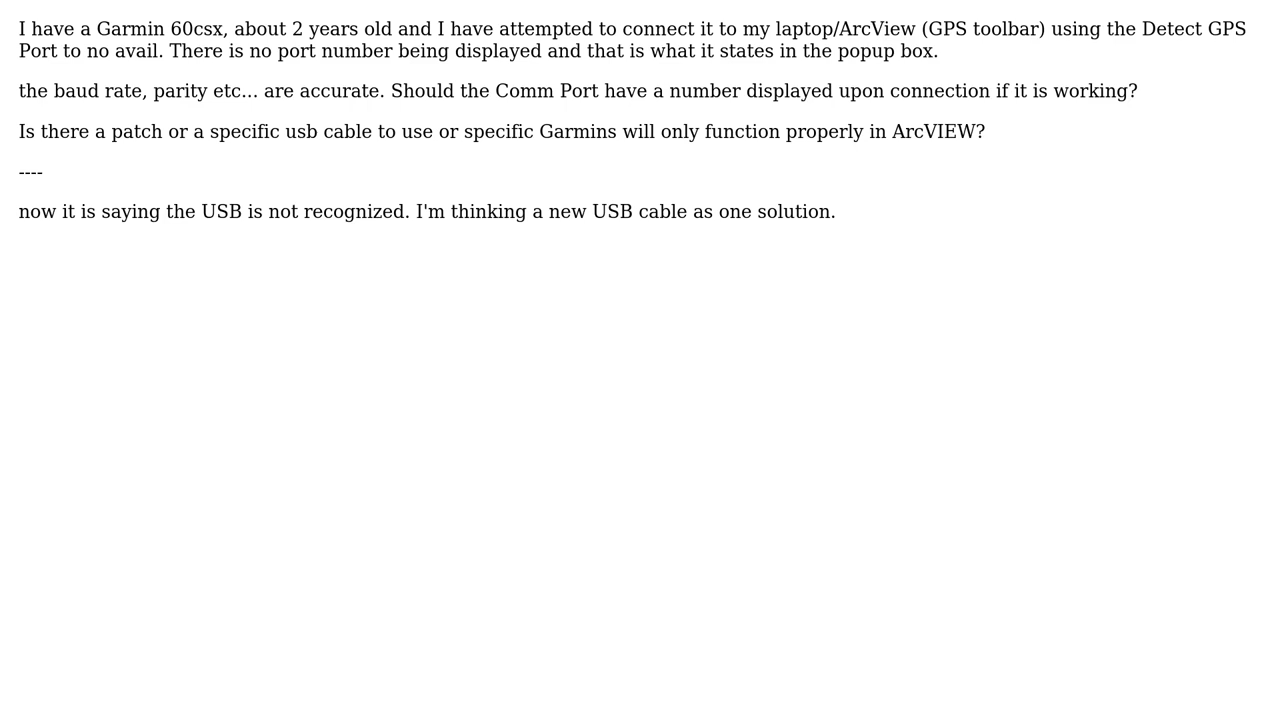 I have a Garmin 60csx, about 2 years old and I have attempted to connect it to my laptop/ArcView (GPS toolbar) using the Detect GPS
Port to no avail. There is no port number being displayed and that is what it states in the popup box.
the baud rate, parity etc... are accurate. Should the Comm Port have a number displayed upon connection if it is working?
Is there a patch or a specific usb cable to use or specific Garmins will only function properly in ArcVIEW?
----
now it is saying the USB is not recognized. I'm thinking a new USB cable as one solution.